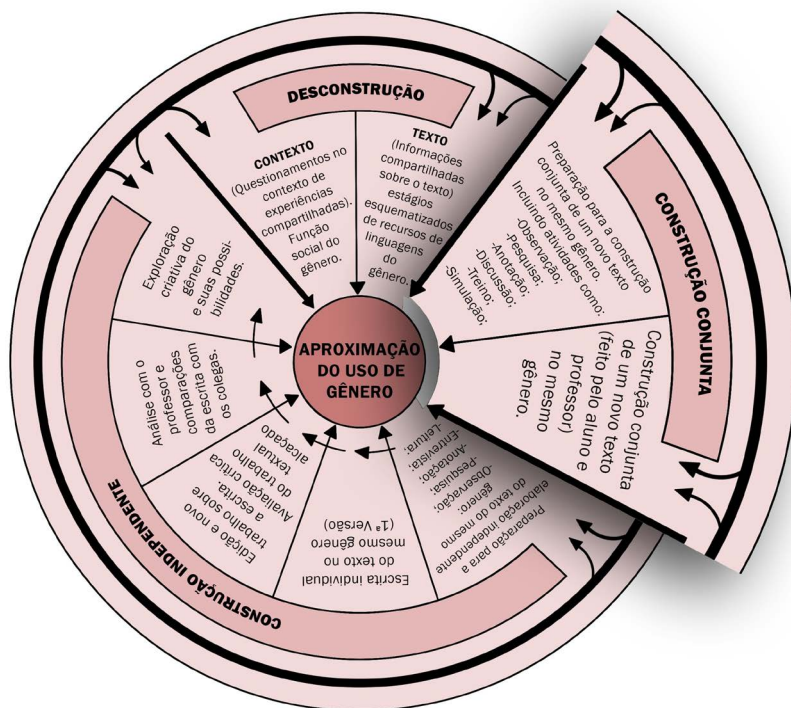 DESCONSTRUÇÃO
CONTEXTO
(Questionamentos no
contexto de
experiências
compartilhadas).
Função
social do
gênero.
TEXTO
(Informações
compartilhadas
sobre o texto)
estágios
esquematizados
de recursos de
linguagens
do
gênero.
CONSTRUÇÃO CONJUNTA
Preparação para a construção
conjunta de um novo texto
no mesmo gênero.
Incluindo atividades como:
-Observação;
-Pesquisa;
-Anotação;
-Discussão;
-Treino;
-Simulação;
Construção conjunta
de um novo texto
(feito pelo aluno e
professor)
no mesmo
gênero.
CONSTRUÇÃO INDEPENDENTE
Preparação para a
elaboração independente
do texto do mesmo
gênero:
-Observação;
-Pesquisa;
-Anotação;
-Entrevista;
-Leitura;
Escrita individual
do texto no
mesmo gênero
(1ª Versão)
Edição e novo
trabalho sobre
a escrita.
Avaliação crítica
do trabalho
textual
alcaçado
Análise com o
professor e
comparações
da escrita com
os colegas.
Exploração
criativa do
gênero
e suas possi-
bilidades.
APROXIMAÇÃO
DO USO DE
GÊNERO